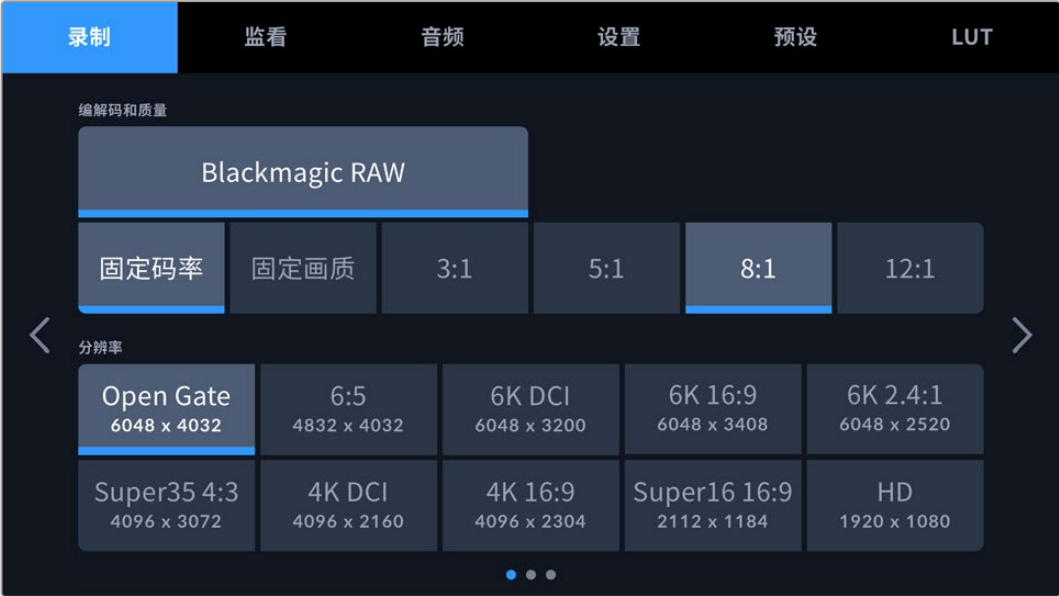 录制 监看 音频 设置 预设 LUT
编解码和质量
Blackmagic RAW
固定码率 固定画质 3:1 5:1 8:1 12:1
分辨率
Open Gate 6:5 6K DCI 6K 16:9 6K 2.4:1
6048 x 4032 4832 x 4032 6048 x 3200 6048 x 3408 6048 x 2520
Super35 4:3 4K DCI 4K 16:9 Super16 16:9 HD
4096 x 3072 4096 x 2160 4096 x 2304 2112 x 1184 1920 x 1080